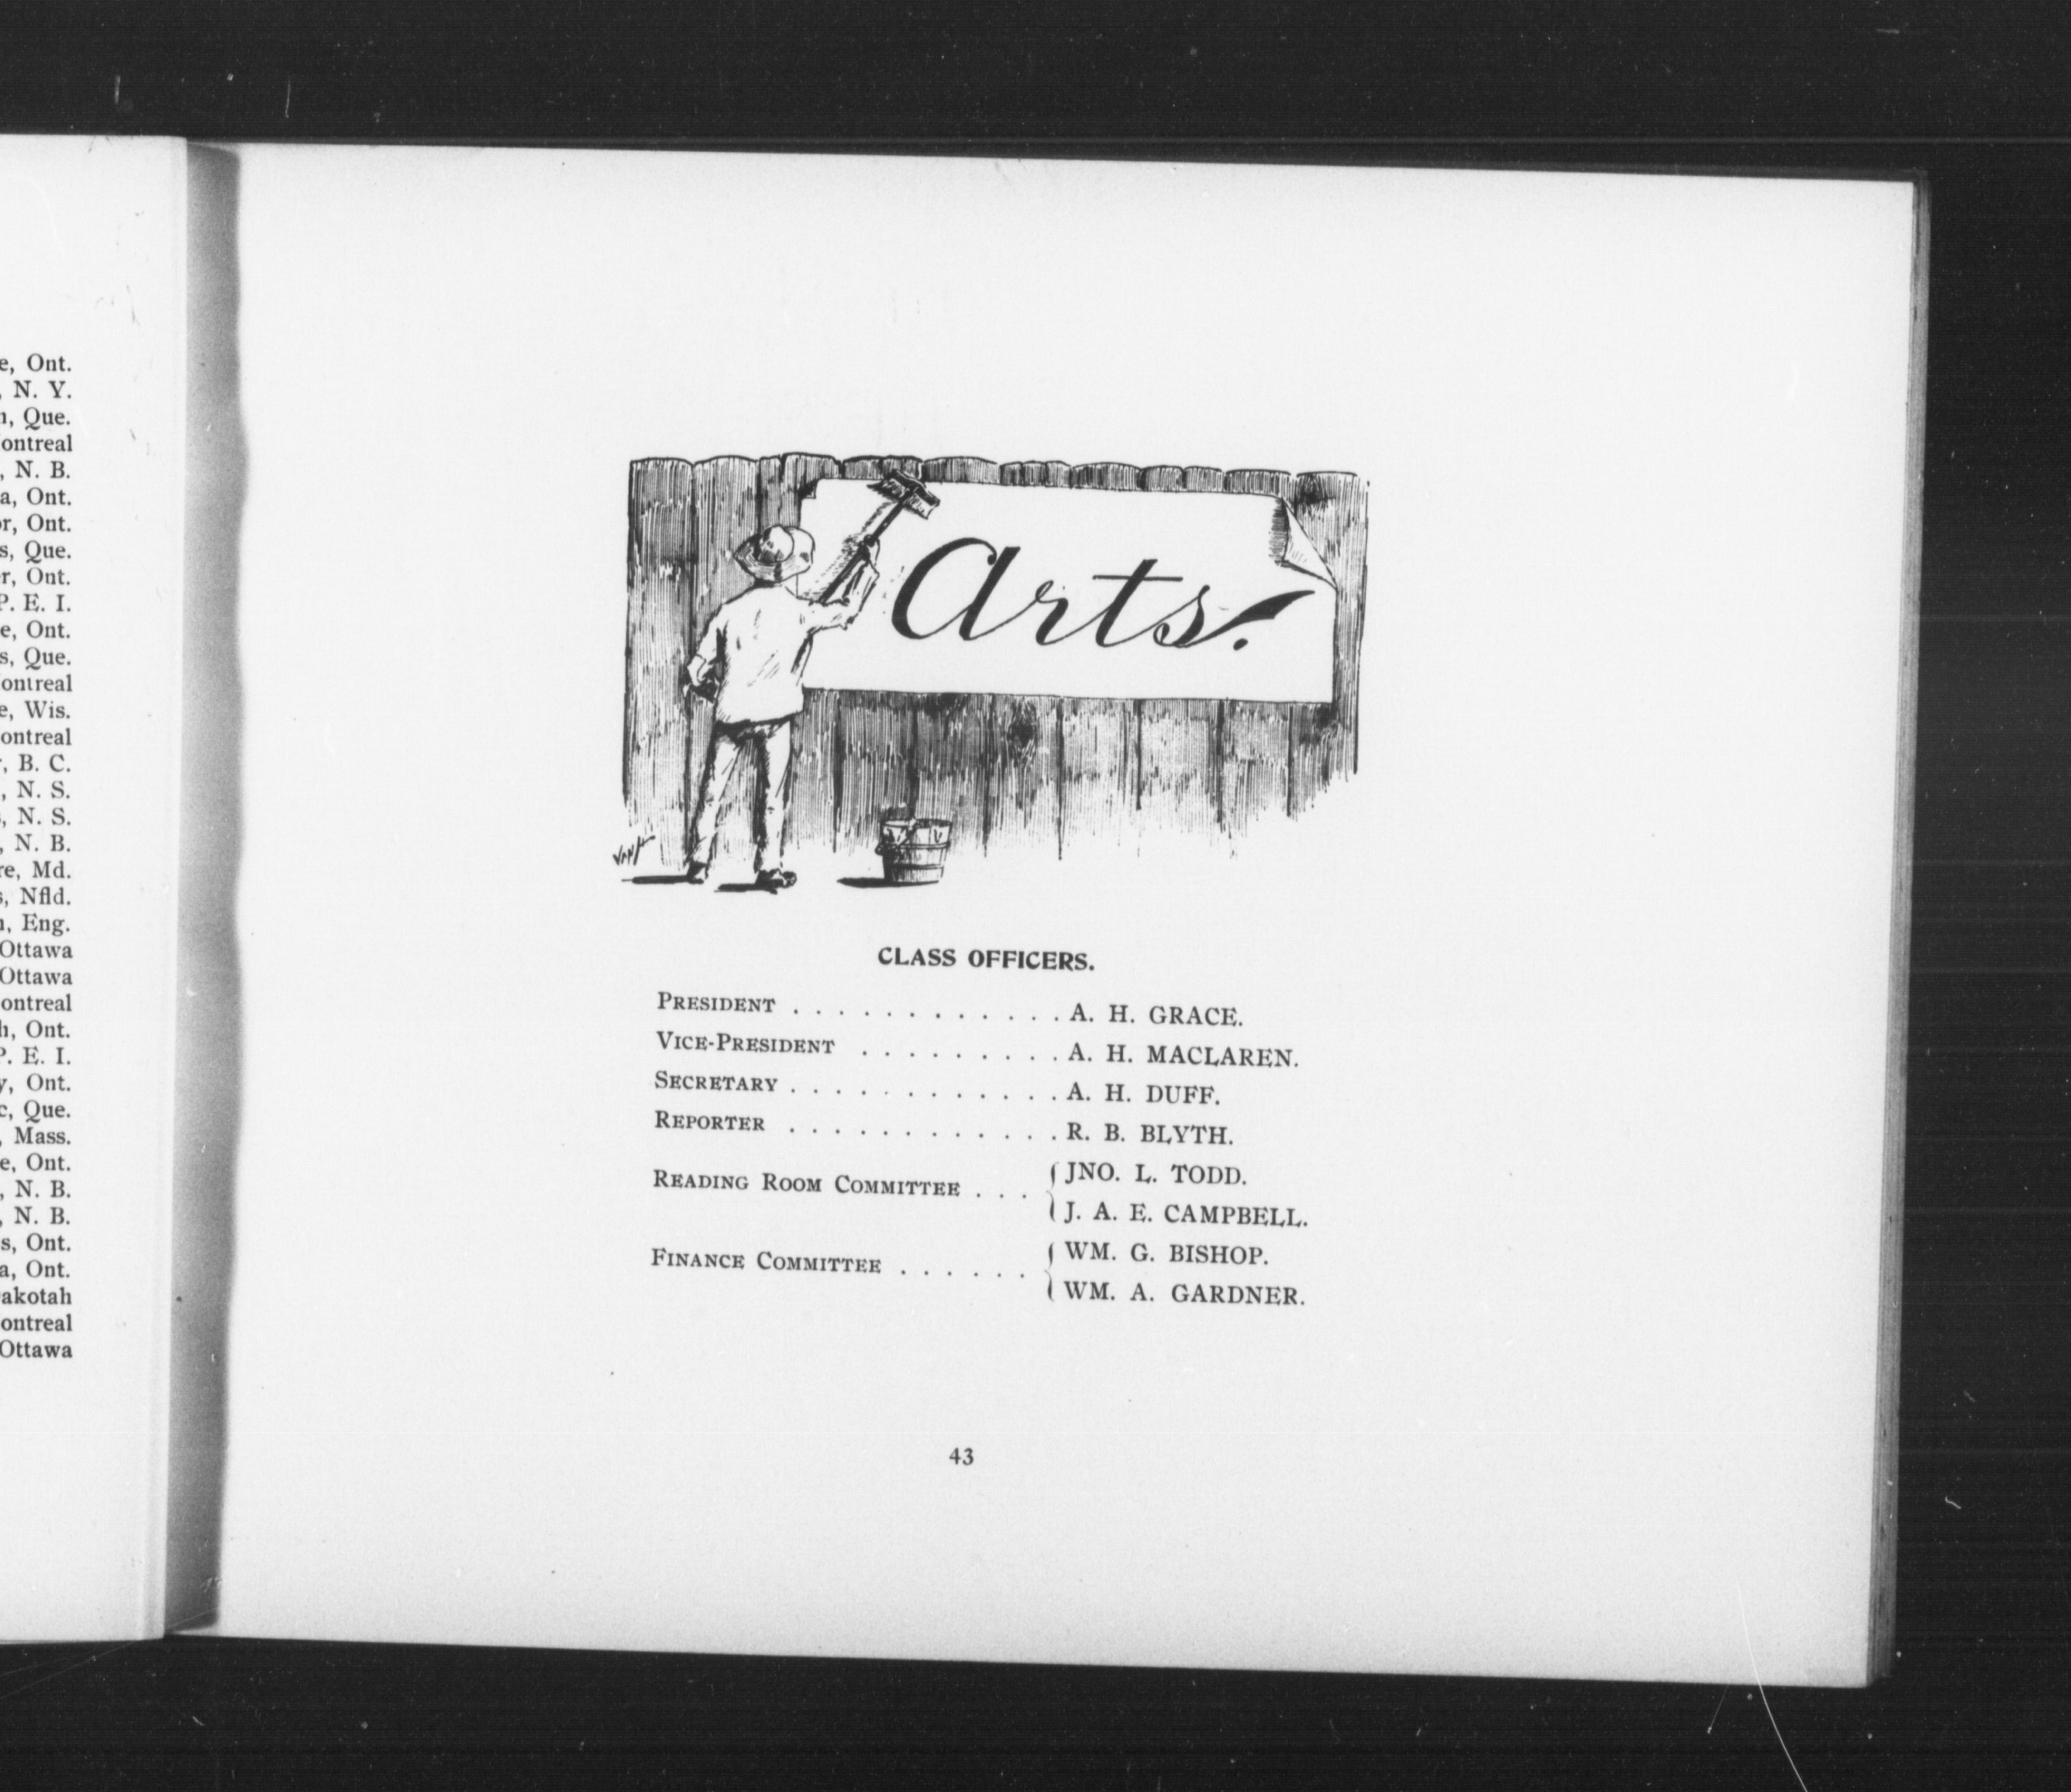 e, Ont.
, N. Y.
, Que.
ontreal
, N. B.
a, Ont.
or, Ont.
s, Que.
r, Ont.
P. E. I.
e, Ont.
s, Que.
ontreal
e, Wis.
ontreal
, B. C.
, N. S.
, N. S.
, N. B.
re, Md.
s, Nfld.
, Eng.
Ottawa
Ottawa
ontreal
h, Ont.
P. E. I.
y, Ont.
c, Que.
, Mass.
e, Ont.
, N. B.
, N. B.
s, Ont.
a, Ont.
akotah
ontreal
Ottawa
Arts!
CLASS OFFICERS.
PRESIDENT . . . . . . . . . . . . A. H. GRACE.
VICE-PRESIDENT . . . . . . . . . A. H. MACLAREN.
SECRETARY . . . . . . . . . . . . A. H. DUFF.
REPORTER . . . . . . . . . . . . R. B. BLYTH.
READING ROOM COMMITTEE . . . { JNO. L. TODD.
J. A. E. CAMPBELL.
FINANCE COMMITTEE . . . . . . { WM. G. BISHOP.
WM. A. GARDNER.
43